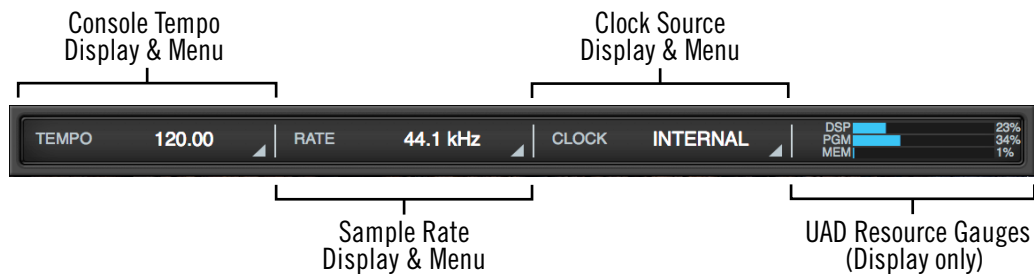 Console Tempo
Display & Menu
Clock Source
Display & Menu
TEMPO 120.00 RATE 44.1 kHz CLOCK INTERNAL
DSP 23%
PGM 34%
MEM 1%
Sample Rate
Display & Menu
UAD Resource Gauges
(Display only)